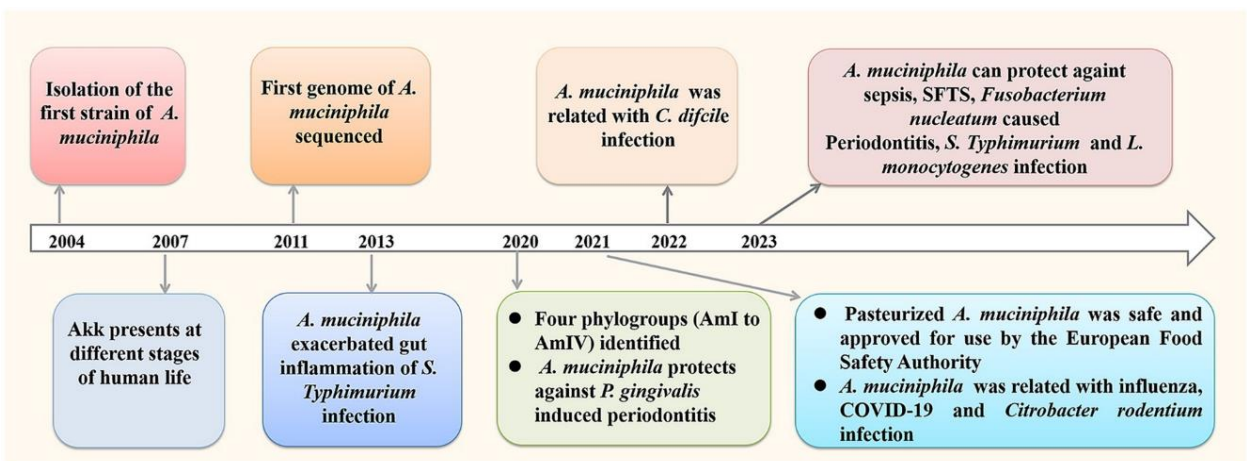 Isolation of the
first strain of A.
muciniphila
First genome of A.
muciniphila
sequenced
A. muciniphila was
related with C. difcile
infection
A. muciniphila can protect againt
sepsis, SFTS, Fusobacterium
nucleatum caused
Periodontitis, S. Typhimurium and L.
monocytogenes infection
2004 2007 2011 2013 2020 2021 2022 2023
Akk presents at
different stages
of human life
A. muciniphila
exacerbated gut
inflammation of S.
Typhimurium
infection
● Four phylogroups (AmI to
AmIV) identified
● A. muciniphila protects
against P. gingivalis
induced periodontitis
● Pasteurized A. muciniphila was safe and
approved for use by the European Food
Safety Authority
● A. muciniphila was related with influenza,
COVID-19 and Citrobacter rodentium
infection